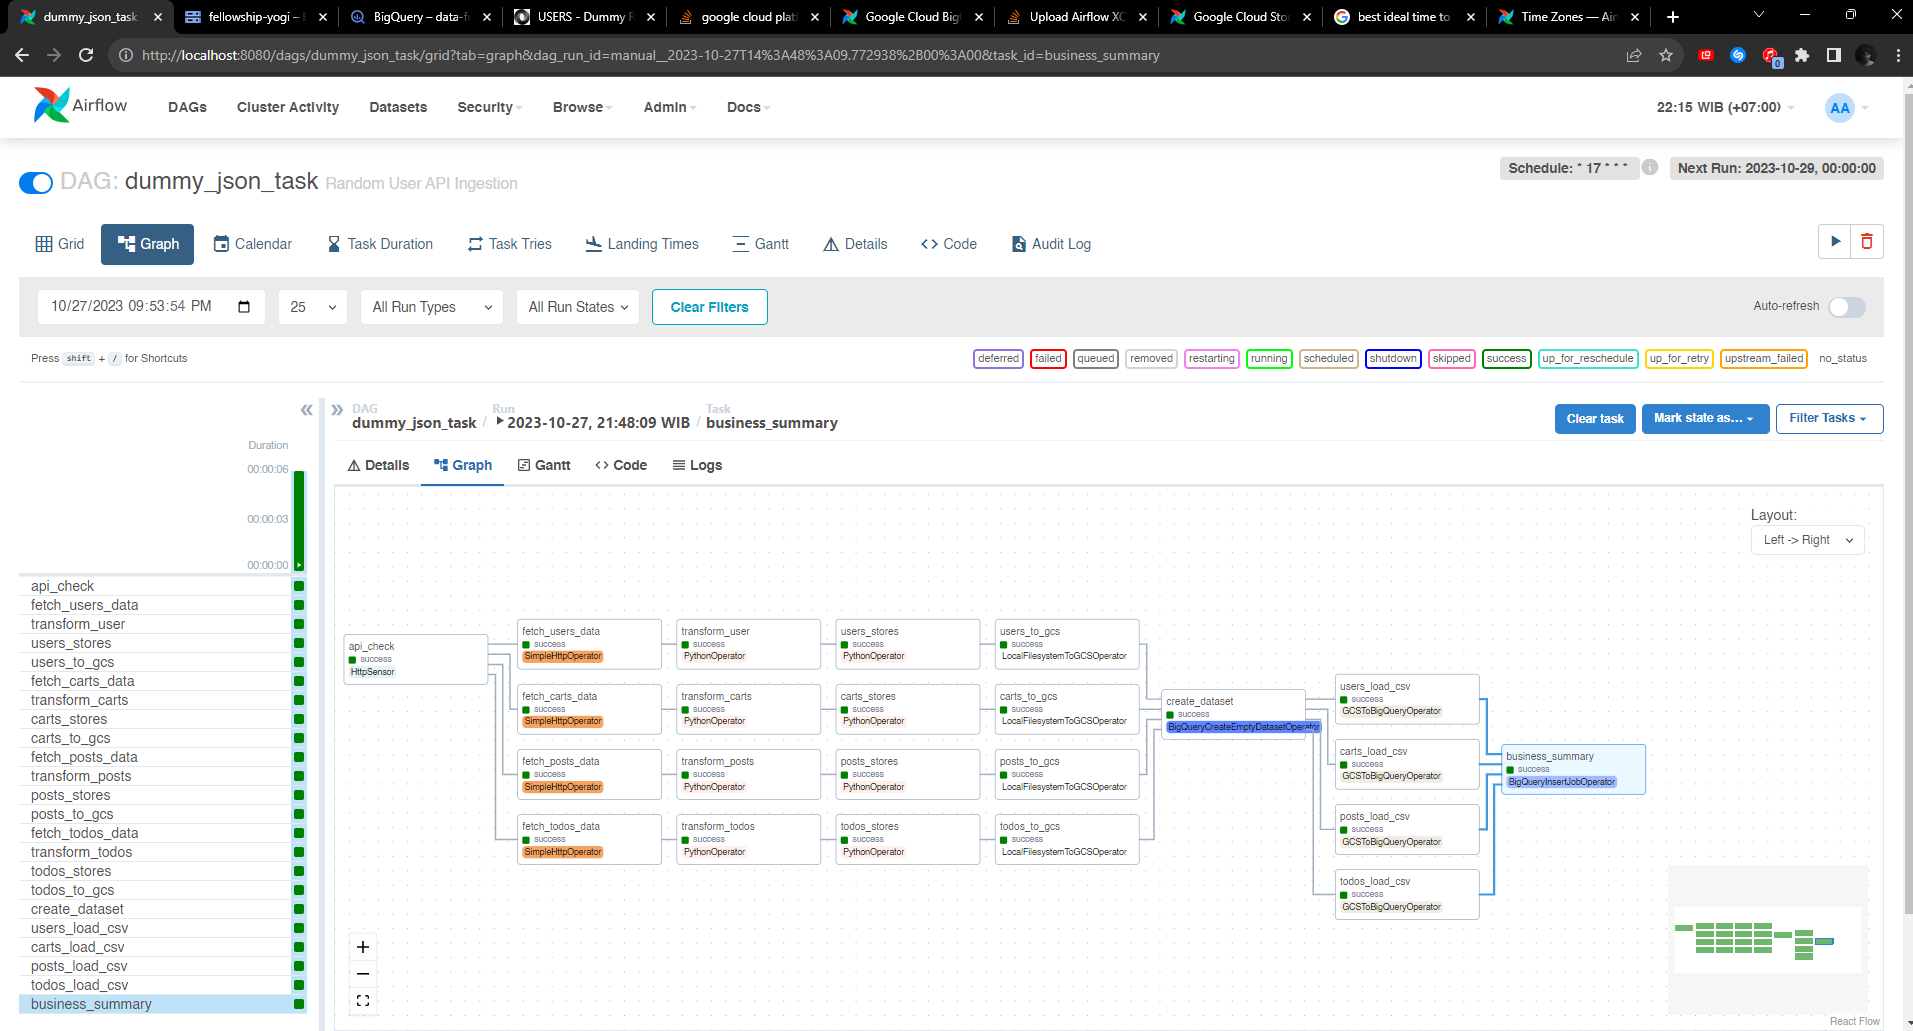 dummy_json_task
fellowship-yogi – B
BigQuery – data-f
USERS - Dummy R
google cloud plat
Google Cloud Big
Upload Airflow XC
Google Cloud Stor
best ideal time to
Time Zones — Air
http://localhost:8080/dags/dummy_json_task/grid?tab=graph&dag_run_id=manual__2023-10-27T14%3A48%3A09.772938%2B00%3A00&task_id=business_summary
0
Airflow
DAGs
Cluster Activity
Datasets
Security
Browse
Admin
Docs
22:15 WIB (+07:00)
AA
DAG: dummy_json_task Random User API Ingestion
Schedule: * 17 * * *
Next Run: 2023-10-29, 00:00:00
Grid
Graph
Calendar
Task Duration
Task Tries
Landing Times
Gantt
Details
Code
Audit Log
10/27/2023 09:53:54 PM
25
All Run Types
All Run States
Clear Filters
Auto-refresh
Press shift + / for Shortcuts
deferred
failed
queued
removed
restarting
running
scheduled
shutdown
skipped
success
up_for_reschedule
up_for_retry
upstream_failed
no_status
DAG
dummy_json_task
/
Run
2023-10-27, 21:48:09 WIB
/
Task
business_summary
Clear task
Mark state as...
Filter Tasks
Duration
00:00:06
00:00:03
00:00:00
api_check
fetch_users_data
transform_user
users_stores
users_to_gcs
fetch_carts_data
transform_carts
carts_stores
carts_to_gcs
fetch_posts_data
transform_posts
posts_stores
posts_to_gcs
fetch_todos_data
transform_todos
todos_stores
todos_to_gcs
create_dataset
users_load_csv
carts_load_csv
posts_load_csv
todos_load_csv
business_summary
Details
Graph
Gantt
Code
Logs
Layout:
Left -> Right
api_check
success
HttpSensor
fetch_users_data
success
SimpleHttpOperator
transform_user
success
PythonOperator
users_stores
success
PythonOperator
users_to_gcs
success
LocalFilesystemToGCSOperator
fetch_carts_data
success
SimpleHttpOperator
transform_carts
success
PythonOperator
carts_stores
success
PythonOperator
carts_to_gcs
success
LocalFilesystemToGCSOperator
fetch_posts_data
success
SimpleHttpOperator
transform_posts
success
PythonOperator
posts_stores
success
PythonOperator
posts_to_gcs
success
LocalFilesystemToGCSOperator
fetch_todos_data
success
SimpleHttpOperator
transform_todos
success
PythonOperator
todos_stores
success
PythonOperator
todos_to_gcs
success
LocalFilesystemToGCSOperator
create_dataset
success
BigQueryCreateEmptyDatasetOperator
users_load_csv
success
GCSToBigQueryOperator
carts_load_csv
success
GCSToBigQueryOperator
posts_load_csv
success
GCSToBigQueryOperator
todos_load_csv
success
GCSToBigQueryOperator
business_summary
success
BigQueryInsertJobOperator
React Flow